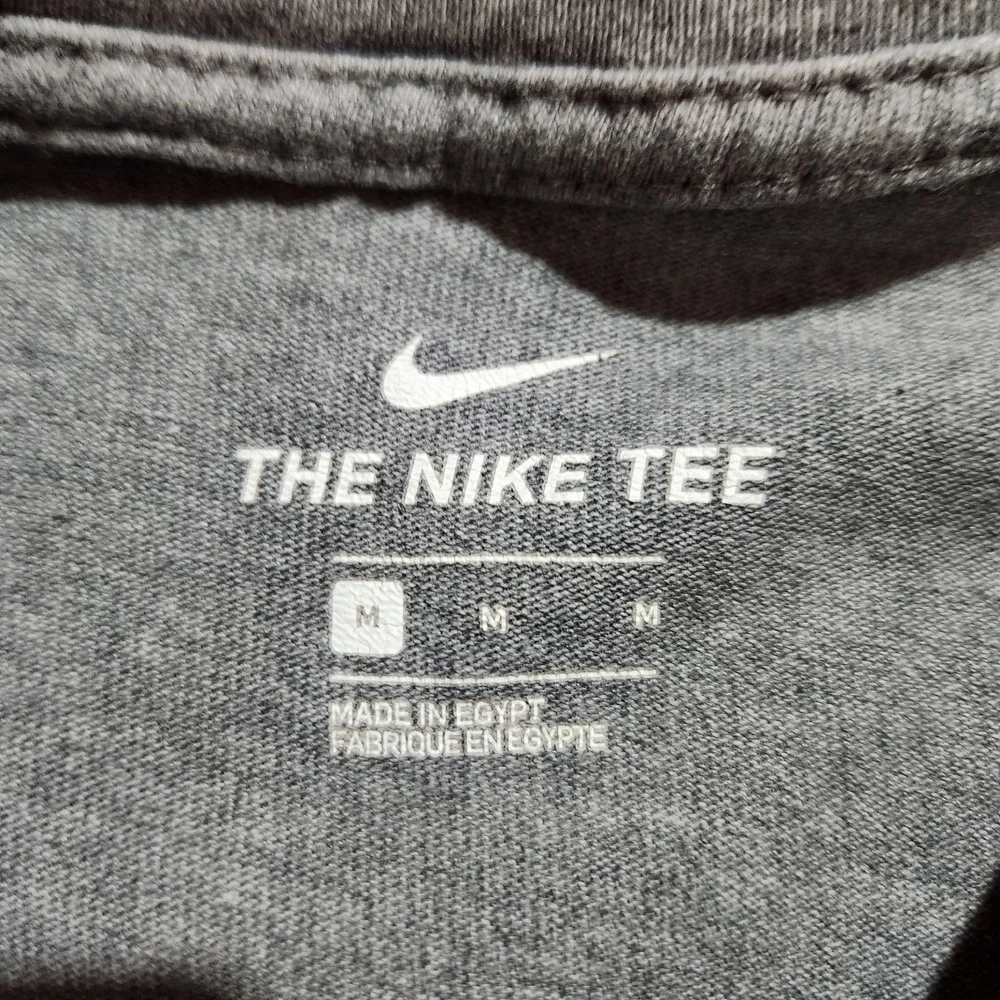 THE NIKE TEE
M M M
MADE IN EGYPT
FABRIQUE EN EGYPTE